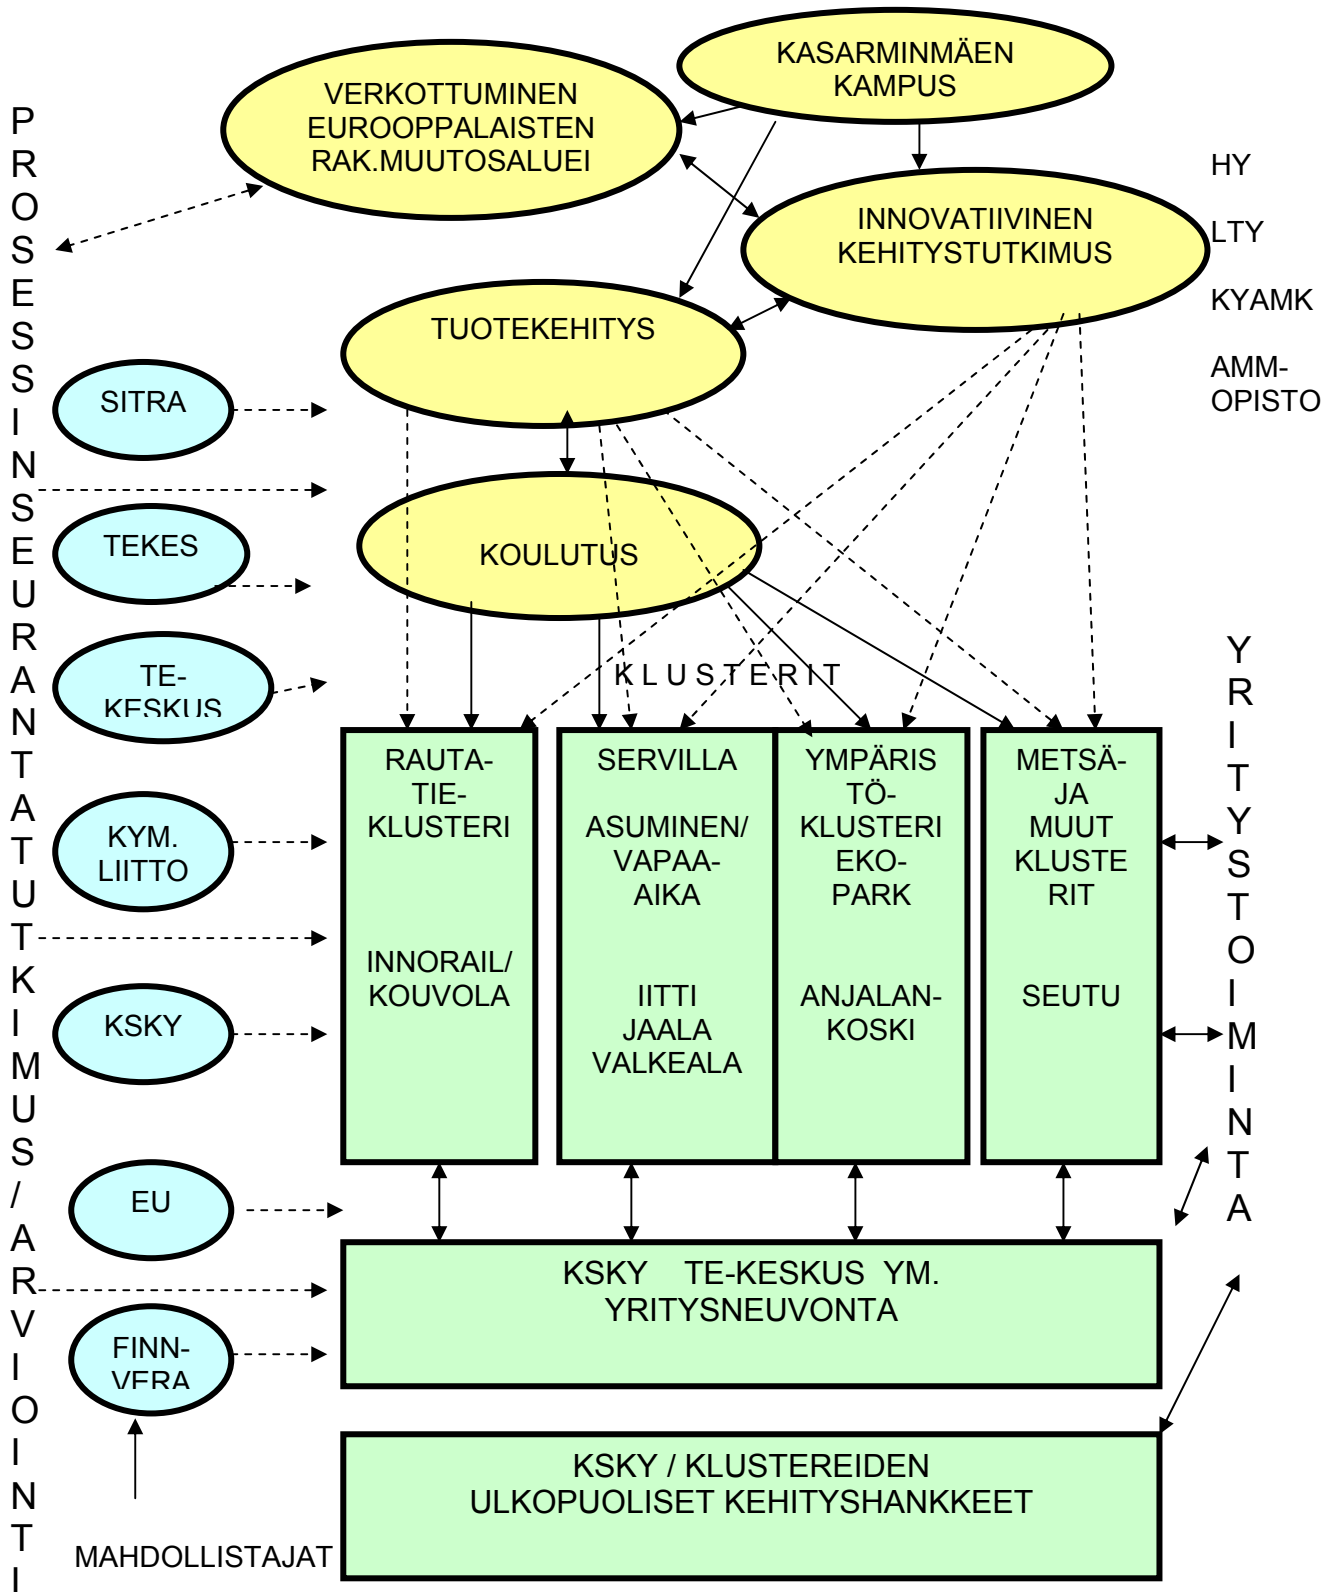 KASARMINMÄEN
KAMPUS
VERKOTTUMINEN
EUROOPPALAISTEN
RAK.MUUTOSALUEI
HY
INNOVATIIVINEN
KEHITYSTUTKIMUS
LTY
KYAMK
AMM-
OPISTO
TUOTEKEHITYS
KOULUTUS
PROSESSINSEURANTATUTKIMUS/ARVIOINTI
SITRA
TEKES
TE-
KESKUS
KYM.
LIITTO
KSKY
EU
FINN-
VERA
MAHDOLLISTAJAT
K L U S T E R I T
RAUTA-
TIE-
KLUSTERI
INNORAIL/
KOUVOLA
SERVILLA
ASUMINEN/
VAPAA-
AIKA
IITTI
JAALA
VALKEALA
YMPÄRIS
TÖ-
KLUSTERI
EKO-
PARK
ANJALAN-
KOSKI
METSÄ-
JA
MUUT
KLUSTE
RIT
SEUTU
YRITYSTOIMINTA
KSKY TE-KESKUS YM.
YRITYSNEUVONTA
KSKY / KLUSTEREIDEN
ULKOPUOLISET KEHITYSHANKKEET